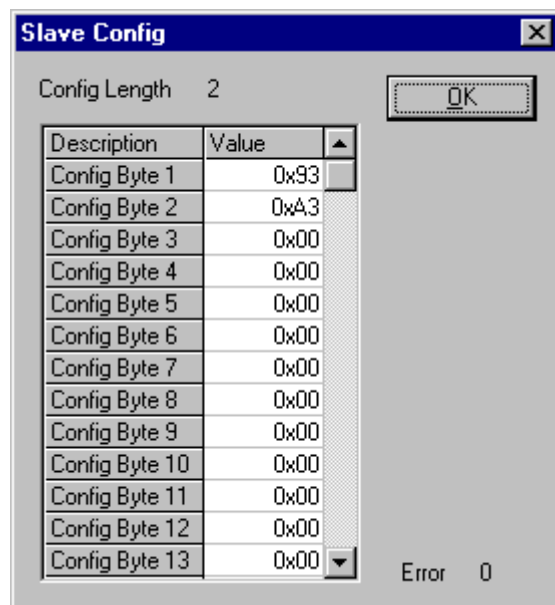 Slave Config
Config Length 2
OK
Description Value
Config Byte 1 0x93
Config Byte 2 0xA3
Config Byte 3 0x00
Config Byte 4 0x00
Config Byte 5 0x00
Config Byte 6 0x00
Config Byte 7 0x00
Config Byte 8 0x00
Config Byte 9 0x00
Config Byte 10 0x00
Config Byte 11 0x00
Config Byte 12 0x00
Config Byte 13 0x00
Error 0